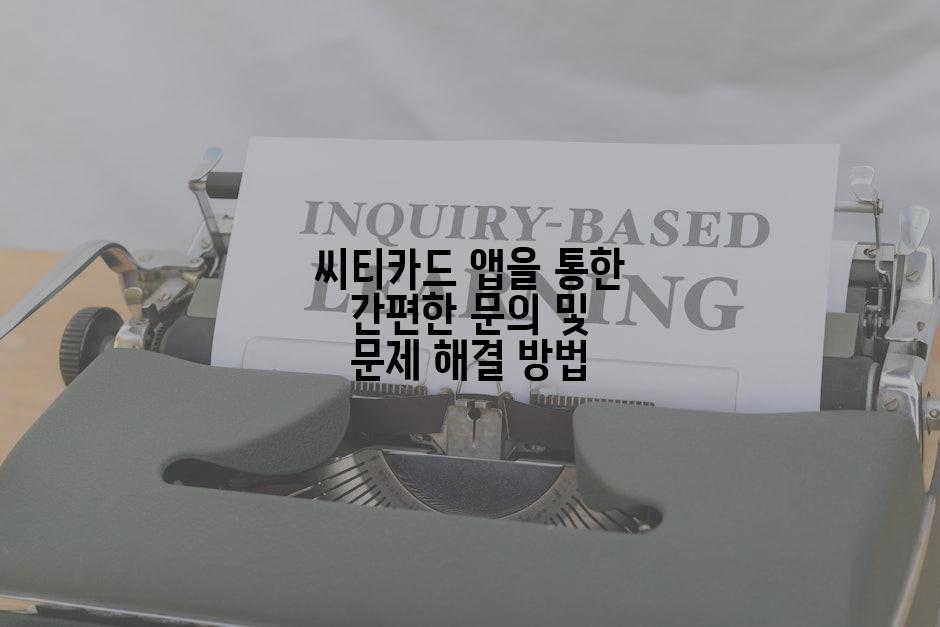 INQUIRY-BASED
LEARNING
씨티카드 앱을 통한
간편한 문의 및
문제 해결 방법